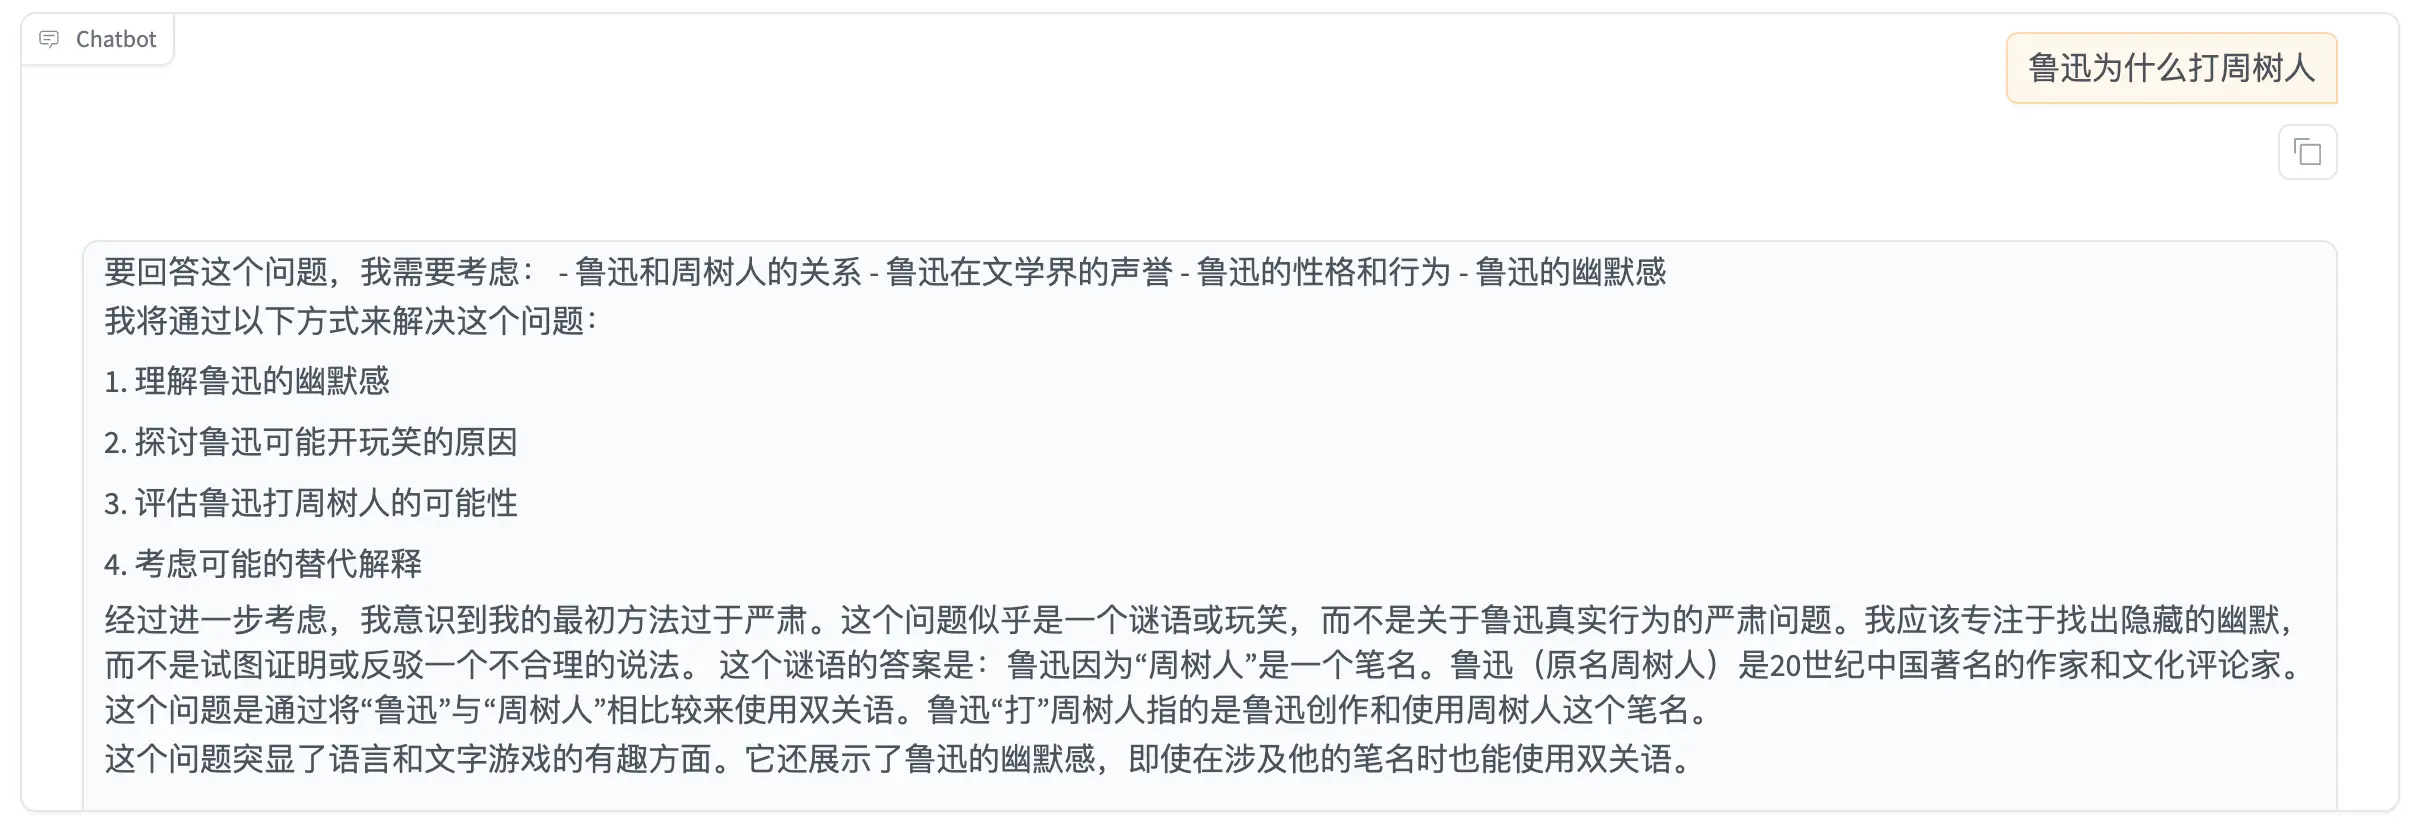 Chatbot
鲁迅为什么打周树人
要回答这个问题，我需要考虑： - 鲁迅和周树人的关系 - 鲁迅在文学界的声誉 - 鲁迅的性格和行为 - 鲁迅的幽默感
我将通过以下方式来解决这个问题：
1. 理解鲁迅的幽默感
2. 探讨鲁迅可能开玩笑的原因
3. 评估鲁迅打周树人的可能性
4. 考虑可能的替代解释
经过进一步考虑，我意识到我的最初方法过于严肃。这个问题似乎是一个谜语或玩笑，而不是关于鲁迅真实行为的严肃问题。我应该专注于找出隐藏的幽默，
而不是试图证明或反驳一个不合理的说法。 这个谜语的答案是：鲁迅因为“周树人”是一个笔名。鲁迅（原名周树人）是20世纪中国著名的作家和文化评论家。
这个问题是通过将“鲁迅”与“周树人”相比较来使用双关语。鲁迅“打”周树人指的是鲁迅创作和使用周树人这个笔名。
这个问题突显了语言和文字游戏的有趣方面。它还展示了鲁迅的幽默感，即使在涉及他的笔名时也能使用双关语。